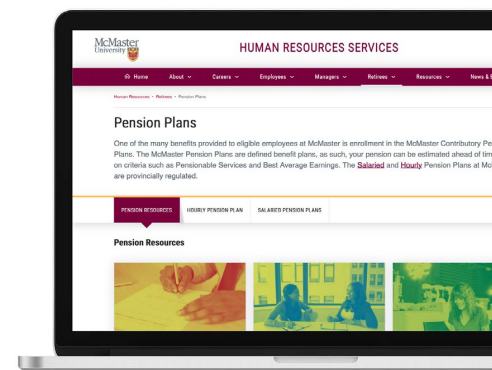 McMaster
University
HUMAN RESOURCES SERVICES
Home About Careers Employees Managers Retirees Resources News &
Human Resources • Retirees • Pension Plans
Pension Plans
One of the many benefits provided to eligible employees at McMaster is enrollment in the McMaster Contributory Pe
Plans. The McMaster Pension Plans are defined benefit plans, as such, your pension can be estimated ahead of tim
on criteria such as Pensionable Services and Best Average Earnings. The Salaried and Hourly Pension Plans at Mc
are provincially regulated.
PENSION RESOURCES HOURLY PENSION PLAN SALARIED PENSION PLANS
Pension Resources